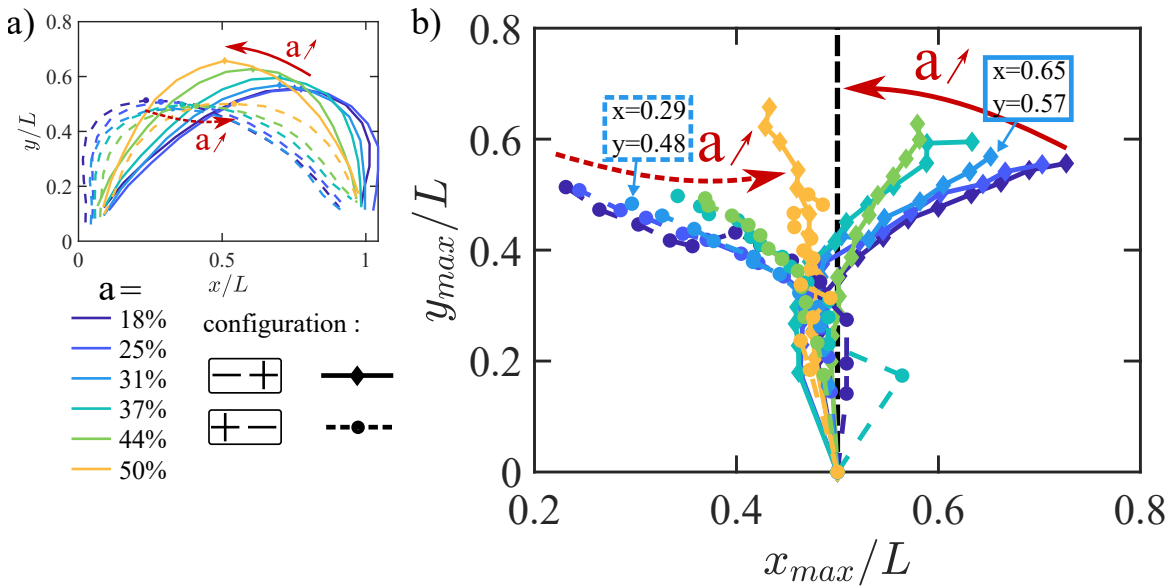 a)
0.8
0.6
0.4
0.2
0
y/L
0
0.5
1
x/L
a↗
a↗
a=
18%
25%
31%
37%
44%
50%
configuration :
− +
+ −
b)
0.8
0.6
0.4
0.2
0
y_max/L
0.2
0.4
0.6
0.8
x_max/L
x=0.29
y=0.48
a↗
a↗
x=0.65
y=0.57